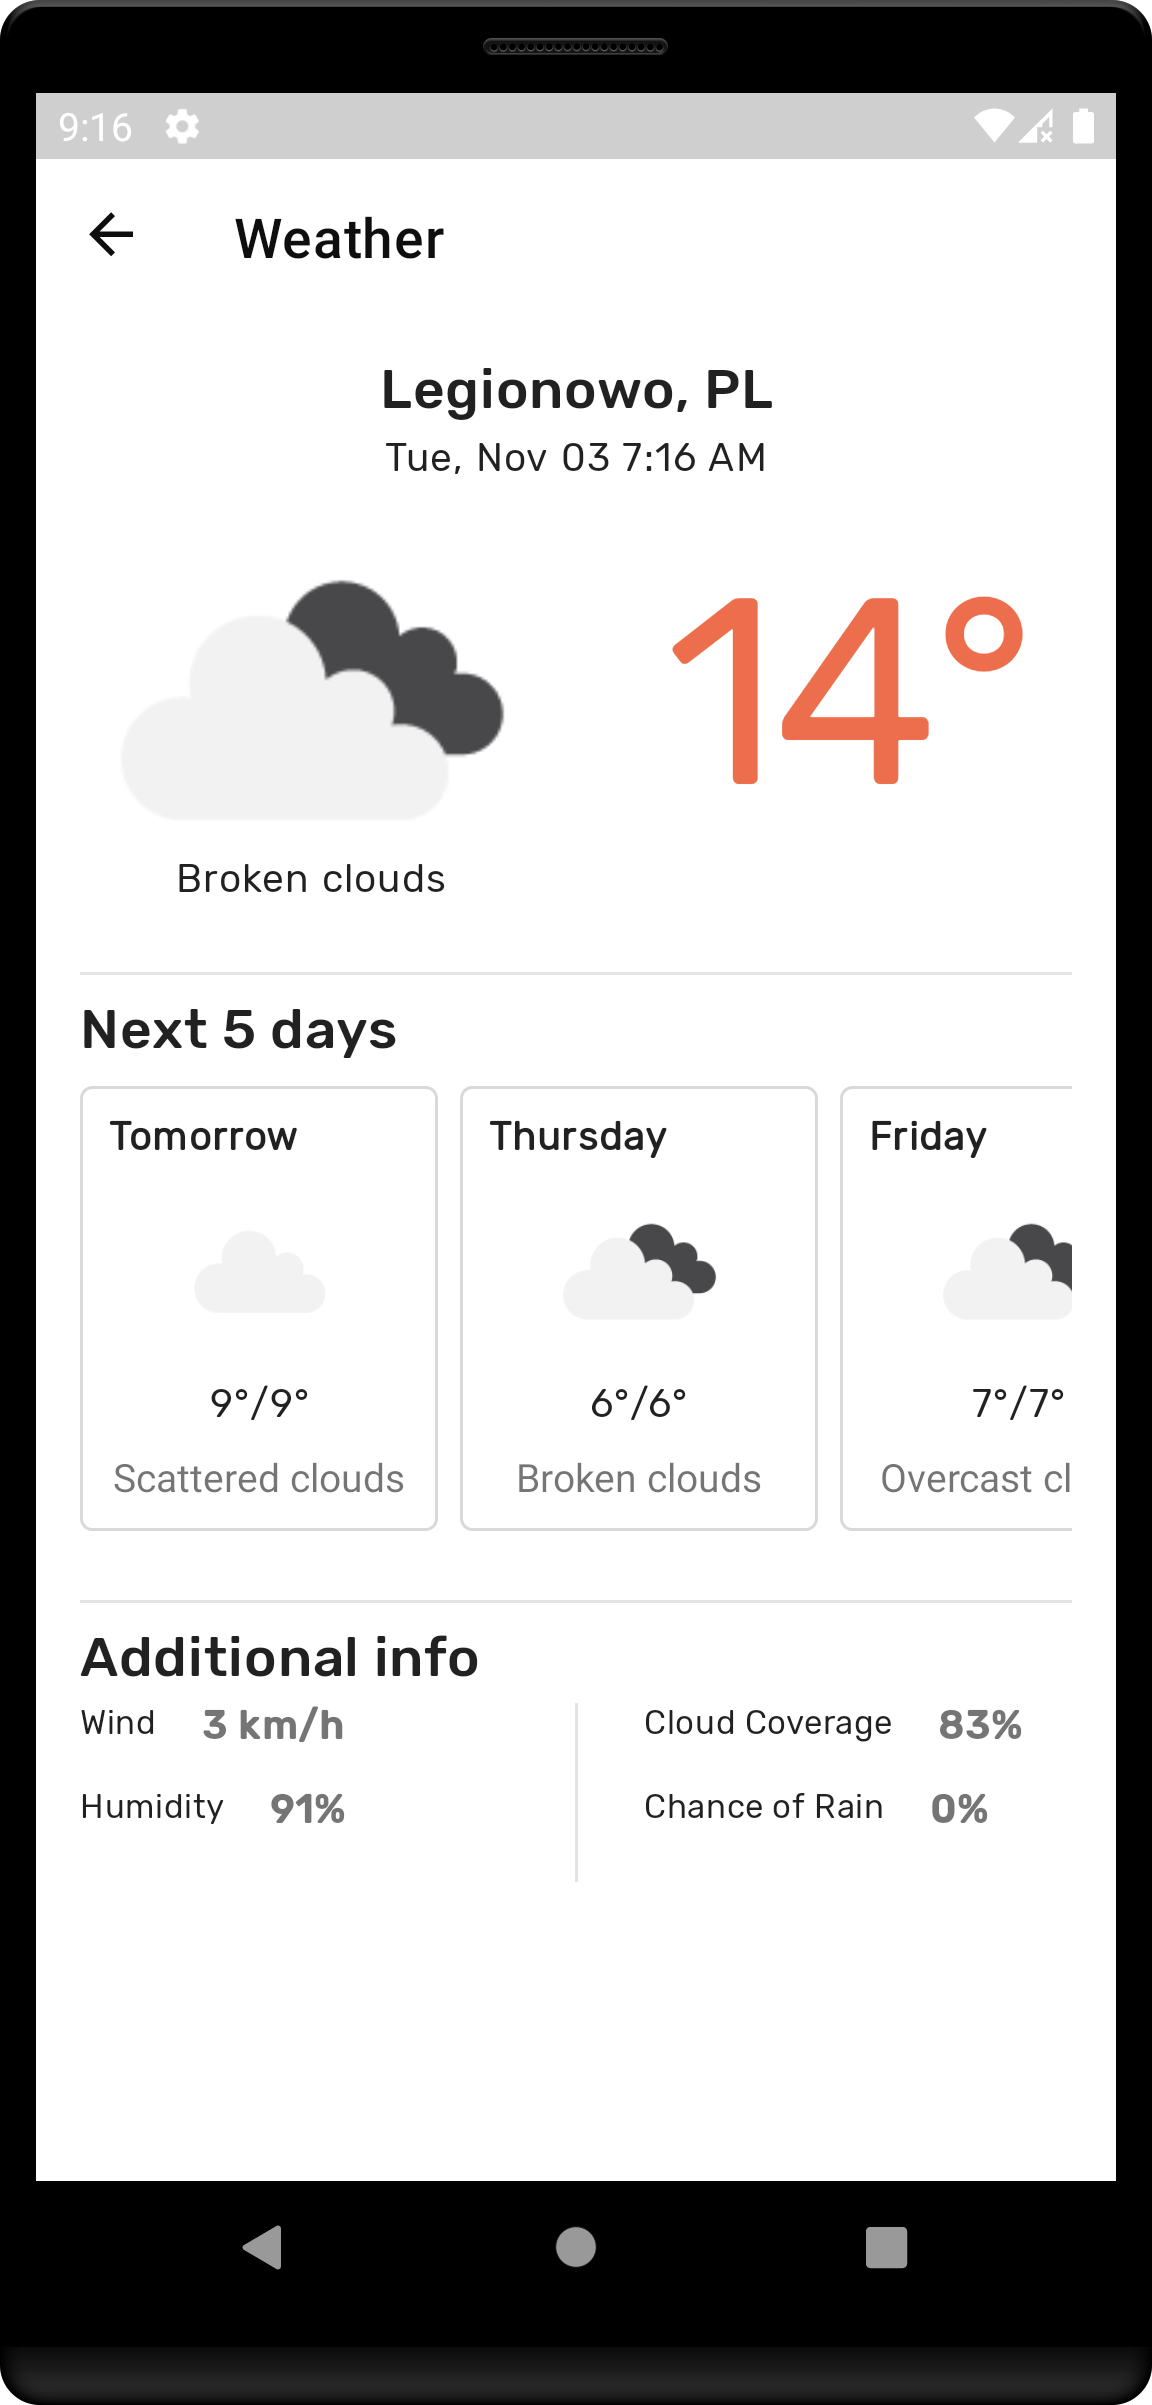 9:16
Weather
Legionowo, PL
Tue, Nov 03 7:16 AM
14°
Broken clouds
Next 5 days
Tomorrow
9°/9°
Scattered clouds
Thursday
6°/6°
Broken clouds
Friday
7°/7°
Overcast cl
Additional info
Wind 3 km/h
Humidity 91%
Cloud Coverage 83%
Chance of Rain 0%